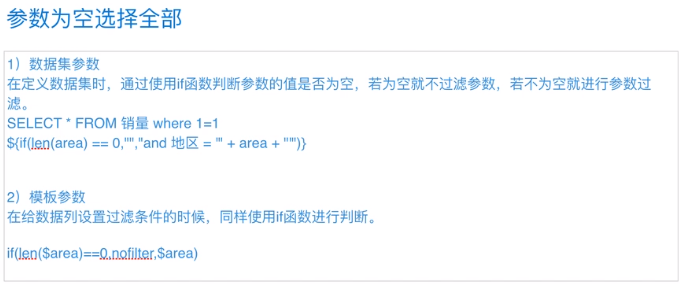 参数为空选择全部
1）数据集参数
在定义数据集时，通过使用if函数判断参数的值是否为空，若为空就不过滤参数，若不为空就进行参数过
滤。
SELECT * FROM 销量 where 1=1
${if(len(area) == 0,"","and 地区 = '" + area + "'")}
2）模板参数
在给数据列设置过滤条件的时候，同样使用if函数进行判断。
if(len($area)==0,nofilter,$area)